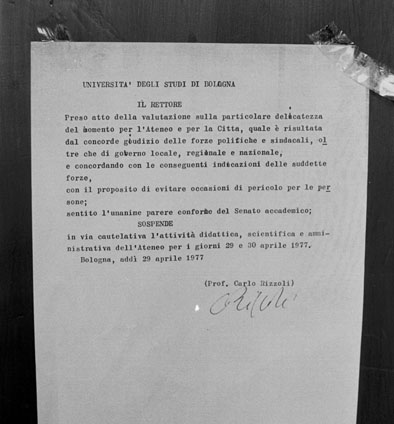 UNIVERSITA' DEGLI STUDI DI BOLOGNA
IL RETTORE
Preso atto della valutazione sulla particolare delicatezza
del momento per l'Ateneo e per la Citta, quale è risultata
dal concorde giudizio delle forze politiche e sindacali, ol
tre che di governo locale, regionale e nazionale,
e concordando con le conseguenti indicazioni delle suddette
forze,
con il proposito di evitare occasioni di pericolo per le per
sone;
sentito l'unanime parere conforme del Senato accademico;
SOSPENDE
in via cautelativa l'attività didattica, scientifica e ammi-
nistrativa dell'Ateneo per i giorni 29 e 30 aprile 1977.
Bologna, addì 29 aprile 1977
(Prof. Carlo Rizzoli)
CRizzoli